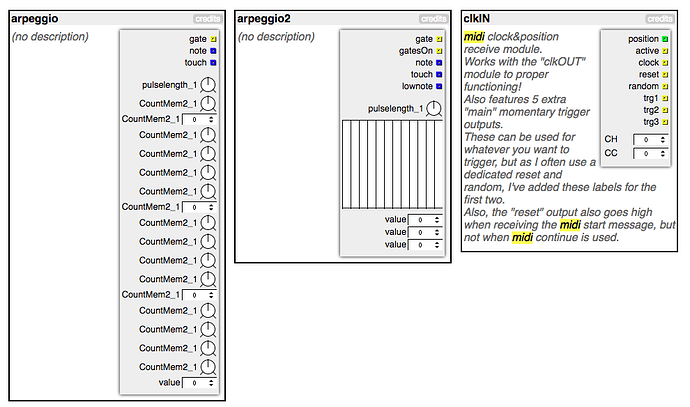 arpeggio credits
(no description)
gate
note
touch
pulselength_1
CountMem2_1
CountMem2_1 0
CountMem2_1
CountMem2_1
CountMem2_1
CountMem2_1
CountMem2_1 0
CountMem2_1
CountMem2_1
CountMem2_1
CountMem2_1
CountMem2_1 0
CountMem2_1
CountMem2_1
CountMem2_1
CountMem2_1
value 0
arpeggio2 credits
(no description)
gate
gatesOn
note
touch
lownote
pulselength_1
value 0
value 0
value 0
clkIN credits
midi clock&position
receive module.
Works with the "clkOUT"
module to proper
functioning!
Also features 5 extra
"main" momentary trigger
outputs.
These can be used for
whatever you want to
trigger, but as I often use a
dedicated reset and
random, I've added these labels for the
first two.
Also, the "reset" output also goes high
when receiving the midi start message, but
not when midi continue is used.
position
active
clock
reset
random
trg1
trg2
trg3
CH 0
CC 0